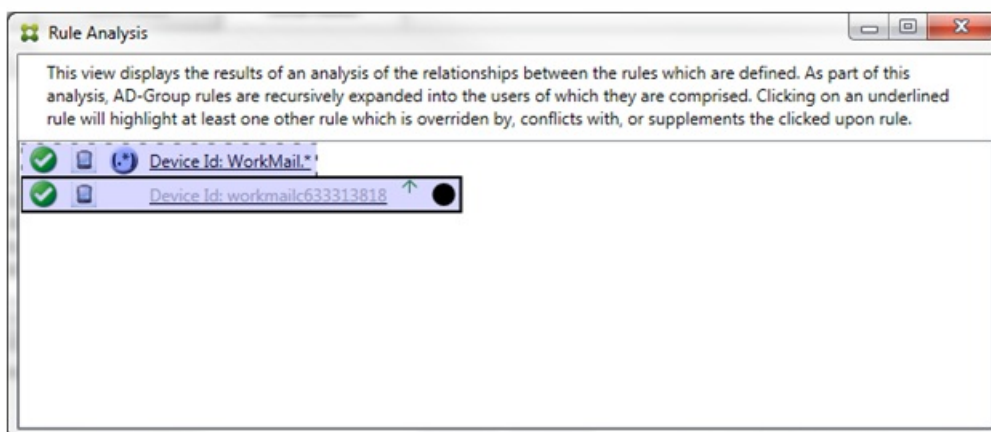 Rule Analysis
This view displays the results of an analysis of the relationships between the rules which are defined. As part of this
analysis, AD-Group rules are recursively expanded into the users of which they are comprised. Clicking on an underlined
rule will highlight at least one other rule which is overriden by, conflicts with, or supplements the clicked upon rule.
(.*) Device Id: WorkMail.*
Device Id: workmailc633313818